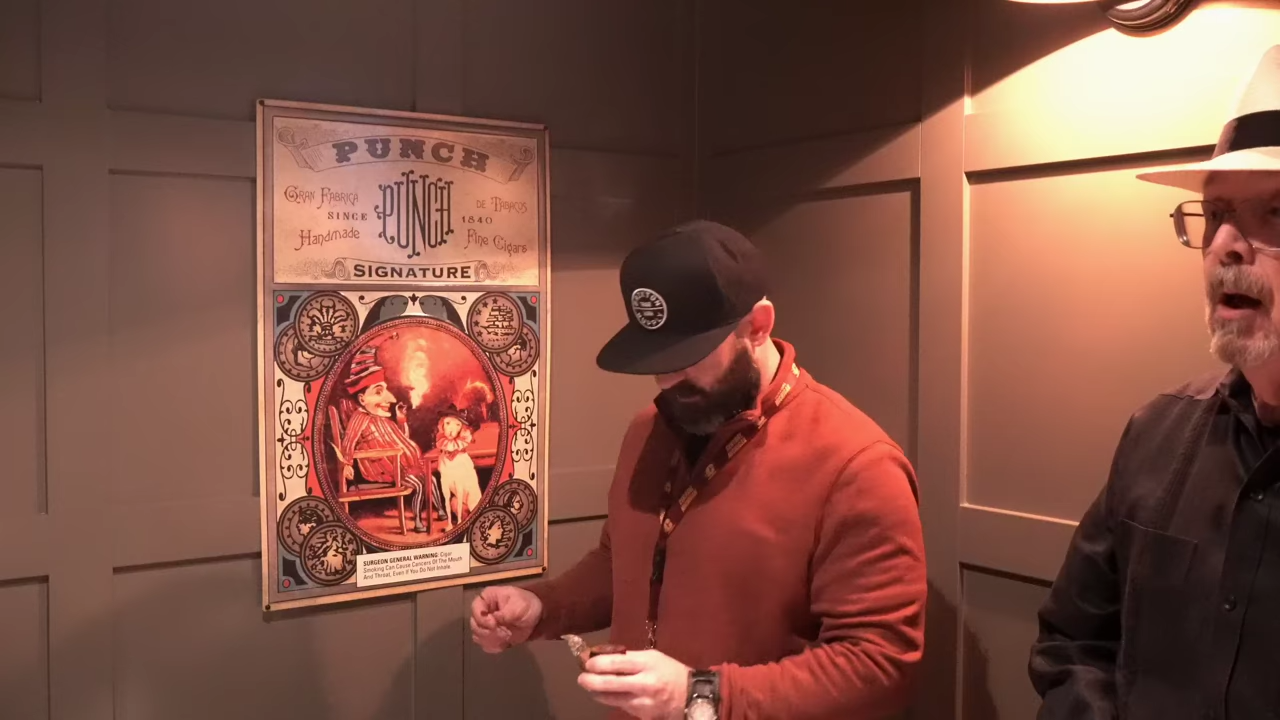 PUNCH
GRAN FABRICA
DE TABACOS
PUNCH
SINCE
1840
Handmade
Fine Cigars
SIGNATURE
SURGEON GENERAL WARNING: Cigar
Smoking Can Cause Cancers Of The Mouth
And Throat, Even If You Do Not Inhale.